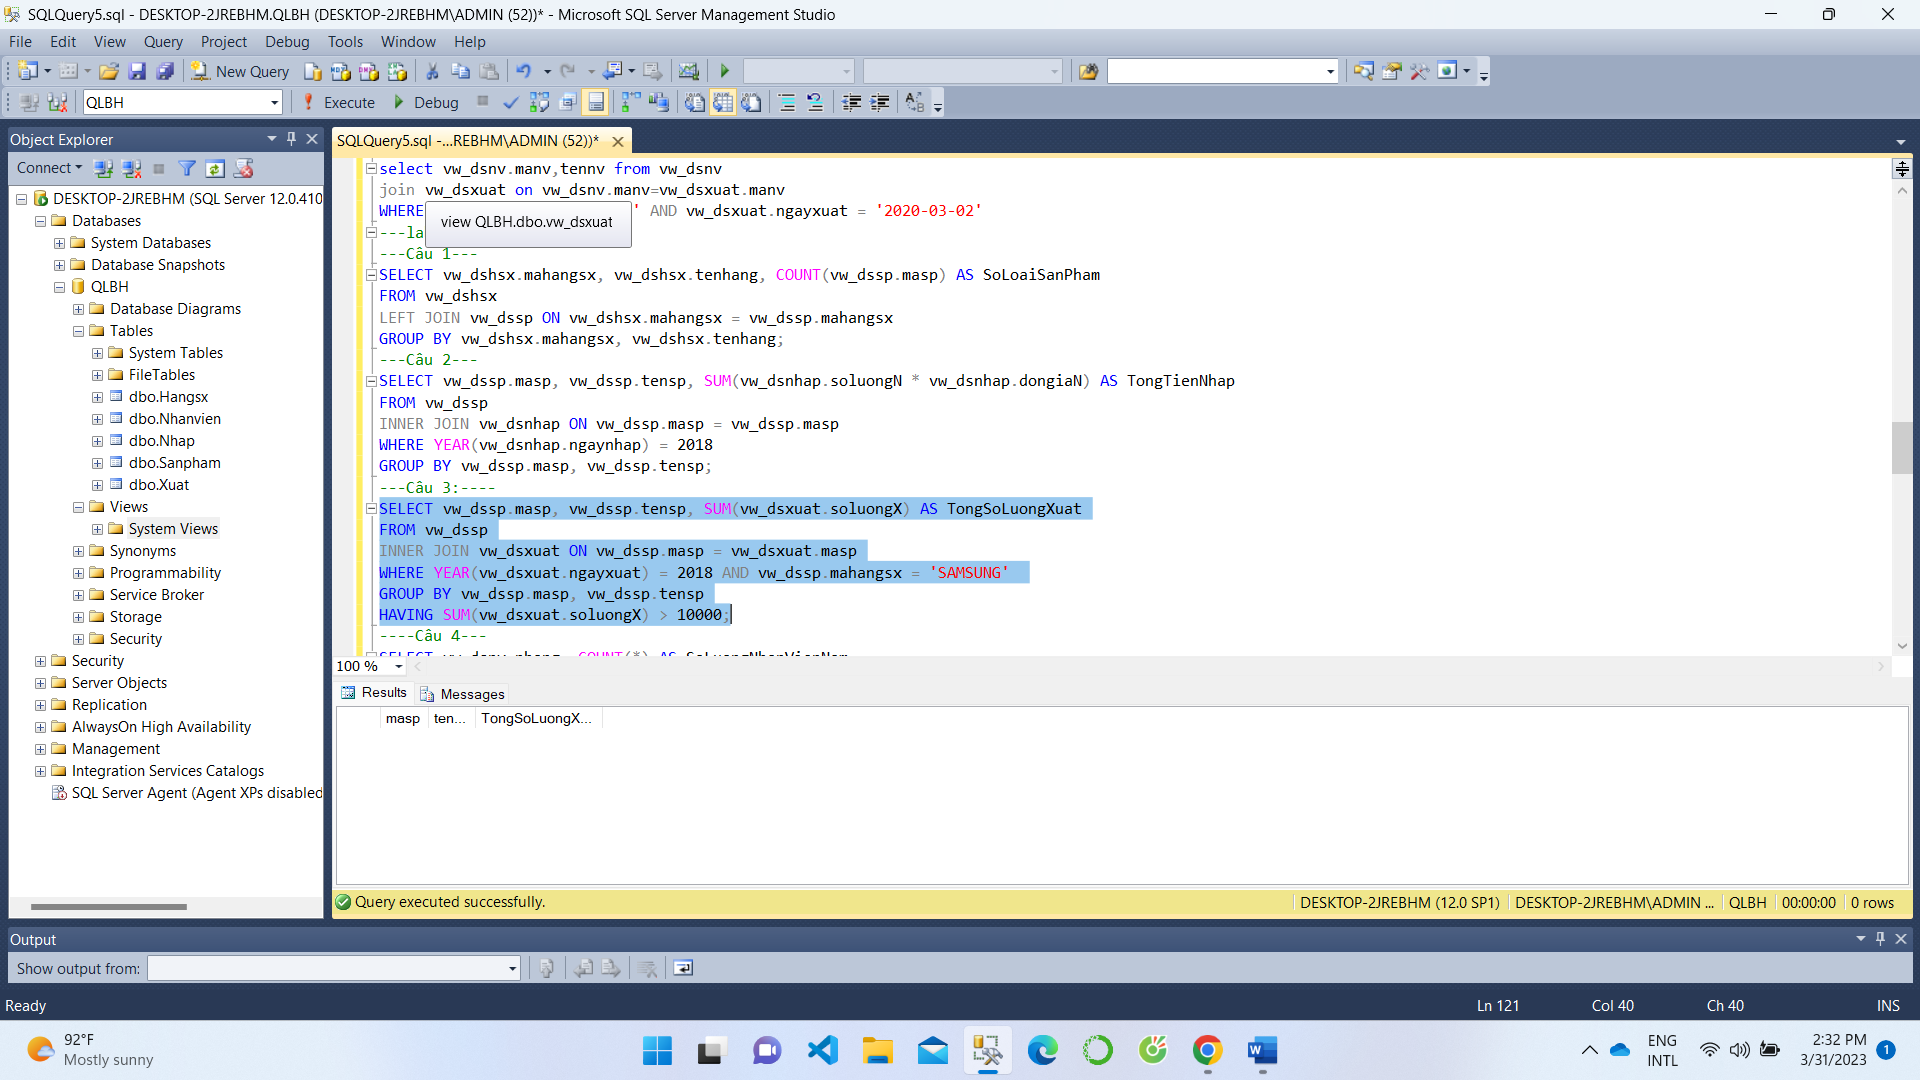 SQLQuery5.sql - DESKTOP-2JREBHM.QLBH (DESKTOP-2JREBHM\ADMIN (52))* - Microsoft SQL Server Management Studio
File Edit View Query Project Debug Tools Window Help
New Query
QLBH Execute Debug
Object Explorer
Connect
DESKTOP-2JREBHM (SQL Server 12.0.410
Databases
System Databases
Database Snapshots
QLBH
Database Diagrams
Tables
System Tables
FileTables
dbo.Hangsx
dbo.Nhanvien
dbo.Nhap
dbo.Sanpham
dbo.Xuat
Views
System Views
Synonyms
Programmability
Service Broker
Storage
Security
Security
Server Objects
Replication
AlwaysOn High Availability
Management
Integration Services Catalogs
SQL Server Agent (Agent XPs disabled
SQLQuery5.sql -...REBHM\ADMIN (52))*
select vw_dsnv.manv,tennv from vw_dsnv
join vw_dsxuat on vw_dsnv.manv=vw_dsxuat.manv
WHERE ' AND vw_dsxuat.ngayxuat = '2020-03-02'
view QLBH.dbo.vw_dsxuat
---la
---Câu 1---
SELECT vw_dshsx.mahangsx, vw_dshsx.tenhang, COUNT(vw_dssp.masp) AS SoLoaiSanPham
FROM vw_dshsx
LEFT JOIN vw_dssp ON vw_dshsx.mahangsx = vw_dssp.mahangsx
GROUP BY vw_dshsx.mahangsx, vw_dshsx.tenhang;
---Câu 2---
SELECT vw_dssp.masp, vw_dssp.tensp, SUM(vw_dsnhap.soluongN * vw_dsnhap.dongiaN) AS TongTienNhap
FROM vw_dssp
INNER JOIN vw_dsnhap ON vw_dssp.masp = vw_dssp.masp
WHERE YEAR(vw_dsnhap.ngaynhap) = 2018
GROUP BY vw_dssp.masp, vw_dssp.tensp;
---Câu 3:----
SELECT vw_dssp.masp, vw_dssp.tensp, SUM(vw_dsxuat.soluongX) AS TongSoLuongXuat
FROM vw_dssp
INNER JOIN vw_dsxuat ON vw_dssp.masp = vw_dsxuat.masp
WHERE YEAR(vw_dsxuat.ngayxuat) = 2018 AND vw_dssp.mahangsx = 'SAMSUNG'
GROUP BY vw_dssp.masp, vw_dssp.tensp
HAVING SUM(vw_dsxuat.soluongX) > 10000;
----Câu 4---
100 %
Results Messages
masp ten... TongSoLuongX...
Query executed successfully. DESKTOP-2JREBHM (12.0 SP1) DESKTOP-2JREBHM\ADMIN ... QLBH 00:00:00 0 rows
Output
Show output from:
Ready Ln 121 Col 40 Ch 40 INS
92°F
Mostly sunny
ENG
INTL
2:32 PM
3/31/2023
1